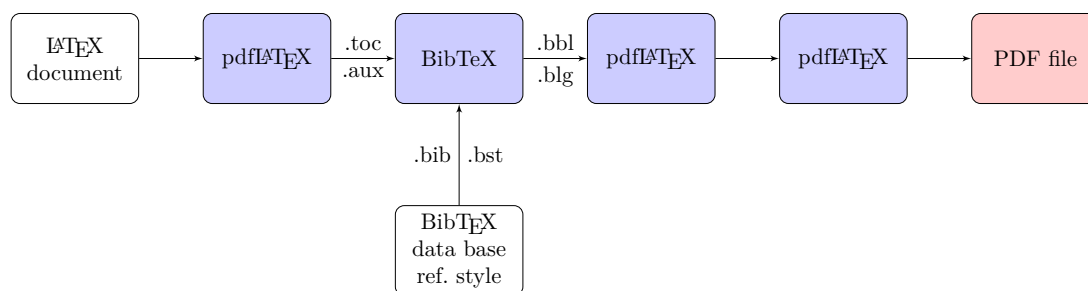 LATEX
document
pdfLATEX
.toc
.aux
BibTeX
.bbl
.blg
pdfLATEX
pdfLATEX
PDF file
.bib .bst
BibTEX
data base
ref. style